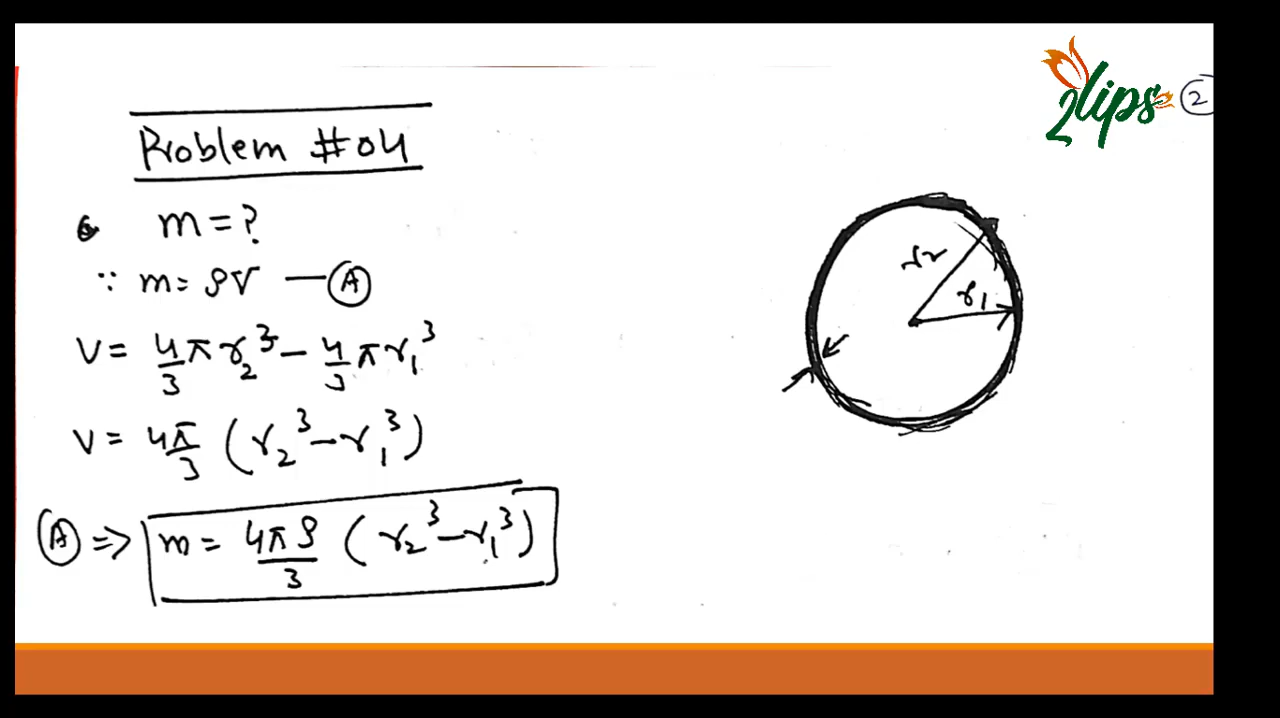 2lips ②
Problem #04
m = ?
∵ m = ρV — Ⓐ
V = 4/3 π r₂³ − 4/3 π r₁³
V = 4π/3 (r₂³ − r₁³)
Ⓐ ⇒ m = 4πρ/3 (r₂³ − r₁³)
r₂
r₁